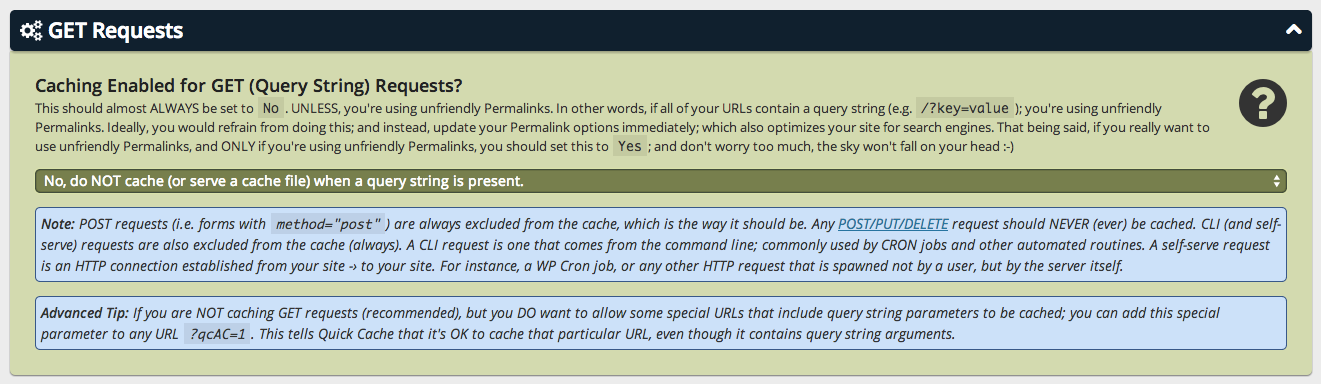 GET Requests
Caching Enabled for GET (Query String) Requests?
This should almost ALWAYS be set to No . UNLESS, you're using unfriendly Permalinks. In other words, if all of your URLs contain a query string (e.g. /?key=value ); you're using unfriendly
Permalinks. Ideally, you would refrain from doing this; and instead, update your Permalink options immediately; which also optimizes your site for search engines. That being said, if you really want to
use unfriendly Permalinks, and ONLY if you're using unfriendly Permalinks, you should set this to Yes ; and don't worry too much, the sky won't fall on your head :-)
?
No, do NOT cache (or serve a cache file) when a query string is present.
Note: POST requests (i.e. forms with method="post" ) are always excluded from the cache, which is the way it should be. Any POST/PUT/DELETE request should NEVER (ever) be cached. CLI (and self-
serve) requests are also excluded from the cache (always). A CLI request is one that comes from the command line; commonly used by CRON jobs and other automated routines. A self-serve request
is an HTTP connection established from your site -› to your site. For instance, a WP Cron job, or any other HTTP request that is spawned not by a user, but by the server itself.
Advanced Tip: If you are NOT caching GET requests (recommended), but you DO want to allow some special URLs that include query string parameters to be cached; you can add this special
parameter to any URL ?qcAC=1 . This tells Quick Cache that it's OK to cache that particular URL, even though it contains query string arguments.